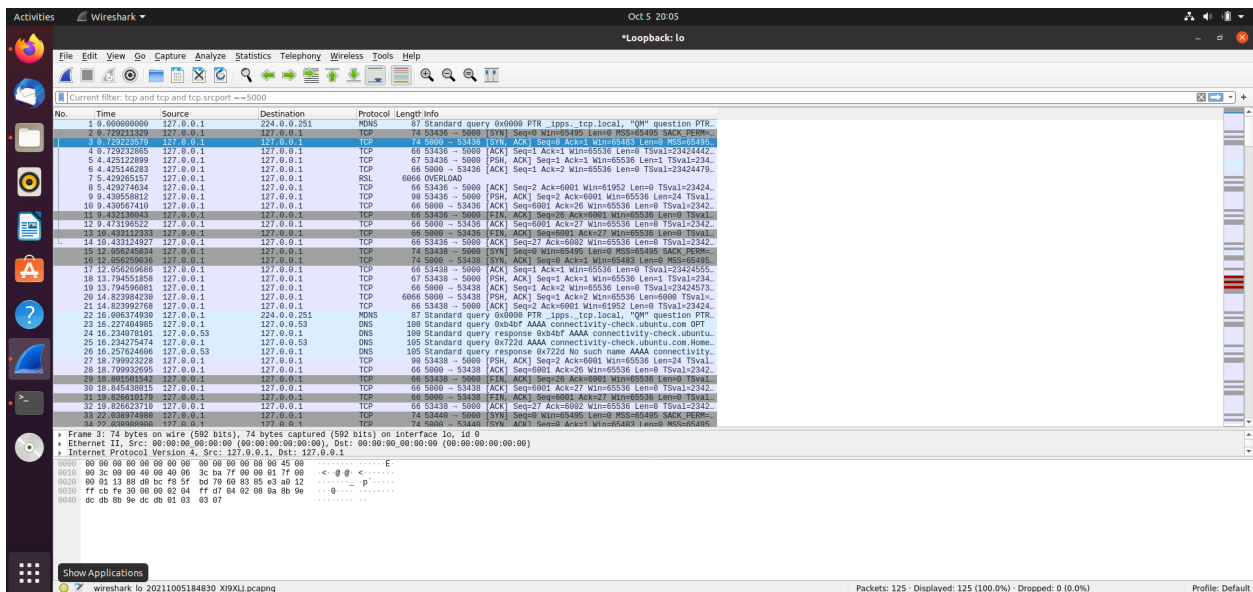 Activities Wireshark Oct 5 20:05
*Loopback: lo
File Edit View Go Capture Analyze Statistics Telephony Wireless Tools Help
Current filter: tcp and tcp and tcp.srcport ==5000
No. Time Source Destination Protocol Length Info
1 0.000000000 127.0.0.1 224.0.0.251 MDNS 87 Standard query 0x0000 PTR _ipps._tcp.local, "QM" question PTR…
2 0.729211329 127.0.0.1 127.0.0.1 TCP 74 53436 → 5000 [SYN] Seq=0 Win=65495 Len=0 MSS=65495 SACK_PERM=…
3 0.729223579 127.0.0.1 127.0.0.1 TCP 74 5000 → 53436 [SYN, ACK] Seq=0 Ack=1 Win=65483 Len=0 MSS=65495…
4 0.729232865 127.0.0.1 127.0.0.1 TCP 66 53436 → 5000 [ACK] Seq=1 Ack=1 Win=65536 Len=0 TSval=23424442…
5 4.425122899 127.0.0.1 127.0.0.1 TCP 67 53436 → 5000 [PSH, ACK] Seq=1 Ack=1 Win=65536 Len=1 TSval=234…
6 4.425146283 127.0.0.1 127.0.0.1 TCP 66 5000 → 53436 [ACK] Seq=1 Ack=2 Win=65536 Len=0 TSval=23424479…
7 5.429265157 127.0.0.1 127.0.0.1 RSL 6066 OVERLOAD
8 5.429274634 127.0.0.1 127.0.0.1 TCP 66 53436 → 5000 [ACK] Seq=2 Ack=6001 Win=61952 Len=0 TSval=23424…
9 9.430558812 127.0.0.1 127.0.0.1 TCP 90 53436 → 5000 [PSH, ACK] Seq=2 Ack=6001 Win=65536 Len=24 TSval…
10 9.430567410 127.0.0.1 127.0.0.1 TCP 66 5000 → 53436 [ACK] Seq=6001 Ack=26 Win=65536 Len=0 TSval=2342…
11 9.432136043 127.0.0.1 127.0.0.1 TCP 66 53436 → 5000 [FIN, ACK] Seq=26 Ack=6001 Win=65536 Len=0 TSval…
12 9.473196522 127.0.0.1 127.0.0.1 TCP 66 5000 → 53436 [ACK] Seq=6001 Ack=27 Win=65536 Len=0 TSval=2342…
13 10.433112333 127.0.0.1 127.0.0.1 TCP 66 5000 → 53436 [FIN, ACK] Seq=6001 Ack=27 Win=65536 Len=0 TSval…
14 10.433124927 127.0.0.1 127.0.0.1 TCP 66 53436 → 5000 [ACK] Seq=27 Ack=6002 Win=65536 Len=0 TSval=2342…
15 12.056245834 127.0.0.1 127.0.0.1 TCP 74 53438 → 5000 [SYN] Seq=0 Win=65495 Len=0 MSS=65495 SACK_PERM=…
16 12.056259036 127.0.0.1 127.0.0.1 TCP 74 5000 → 53438 [SYN, ACK] Seq=0 Ack=1 Win=65483 Len=0 MSS=65495…
17 12.056269686 127.0.0.1 127.0.0.1 TCP 66 53438 → 5000 [ACK] Seq=1 Ack=1 Win=65536 Len=0 TSval=23424555…
18 13.794551858 127.0.0.1 127.0.0.1 TCP 67 53438 → 5000 [PSH, ACK] Seq=1 Ack=1 Win=65536 Len=1 TSval=234…
19 13.794596081 127.0.0.1 127.0.0.1 TCP 66 5000 → 53438 [ACK] Seq=1 Ack=2 Win=65536 Len=0 TSval=23424573…
20 14.823984230 127.0.0.1 127.0.0.1 TCP 6066 5000 → 53438 [PSH, ACK] Seq=1 Ack=2 Win=65536 Len=6000 TSval=…
21 14.823992768 127.0.0.1 127.0.0.1 TCP 66 53438 → 5000 [ACK] Seq=2 Ack=6001 Win=61952 Len=0 TSval=23424…
22 16.006374930 127.0.0.1 224.0.0.251 MDNS 87 Standard query 0x0000 PTR _ipps._tcp.local, "QM" question PTR…
23 16.227404985 127.0.0.1 127.0.0.53 DNS 100 Standard query 0xb4bf AAAA connectivity-check.ubuntu.com OPT
24 16.234078101 127.0.0.53 127.0.0.1 DNS 100 Standard query response 0xb4bf AAAA connectivity-check.ubuntu…
25 16.234275474 127.0.0.1 127.0.0.53 DNS 105 Standard query 0x722d AAAA connectivity-check.ubuntu.com.Home…
26 16.257624606 127.0.0.53 127.0.0.1 DNS 105 Standard query response 0x722d No such name AAAA connectivity…
27 18.799923228 127.0.0.1 127.0.0.1 TCP 90 53438 → 5000 [PSH, ACK] Seq=2 Ack=6001 Win=65536 Len=24 TSval…
28 18.799932695 127.0.0.1 127.0.0.1 TCP 66 5000 → 53438 [ACK] Seq=6001 Ack=26 Win=65536 Len=0 TSval=2342…
29 18.801501542 127.0.0.1 127.0.0.1 TCP 66 53438 → 5000 [FIN, ACK] Seq=26 Ack=6001 Win=65536 Len=0 TSval…
30 18.845438015 127.0.0.1 127.0.0.1 TCP 66 5000 → 53438 [ACK] Seq=6001 Ack=27 Win=65536 Len=0 TSval=2342…
31 19.826610179 127.0.0.1 127.0.0.1 TCP 66 5000 → 53438 [FIN, ACK] Seq=6001 Ack=27 Win=65536 Len=0 TSval…
32 19.826623710 127.0.0.1 127.0.0.1 TCP 66 53438 → 5000 [ACK] Seq=27 Ack=6002 Win=65536 Len=0 TSval=2342…
33 22.038974980 127.0.0.1 127.0.0.1 TCP 74 53440 → 5000 [SYN] Seq=0 Win=65495 Len=0 MSS=65495 SACK_PERM=…
34 22.038988900 127.0.0.1 127.0.0.1 TCP 74 5000 → 53440 [SYN, ACK] Seq=0 Ack=1 Win=65483 Len=0 MSS=65495
Frame 3: 74 bytes on wire (592 bits), 74 bytes captured (592 bits) on interface lo, id 0
Ethernet II, Src: 00:00:00_00:00:00 (00:00:00:00:00:00), Dst: 00:00:00_00:00:00 (00:00:00:00:00:00)
Internet Protocol Version 4, Src: 127.0.0.1, Dst: 127.0.0.1
0000 00 00 00 00 00 00 00 00 00 00 00 00 08 00 45 00 ··············E·
0010 00 3c 00 00 40 00 40 06 3c ba 7f 00 00 01 7f 00 ·<··@·@· <·······
0020 00 01 13 88 d0 bc f8 5f bd 70 60 83 85 e3 a0 12 ·······_ ·p`·····
0030 ff cb fe 30 00 00 02 04 ff d7 04 02 08 0a 8b 9e ···0···· ········
0040 dc db 8b 9e dc db 01 03 03 07 ········ ··
Show Applications
wireshark_lo_20211005184830_XI9XLJ.pcapng Packets: 125 · Displayed: 125 (100.0%) · Dropped: 0 (0.0%) Profile: Default